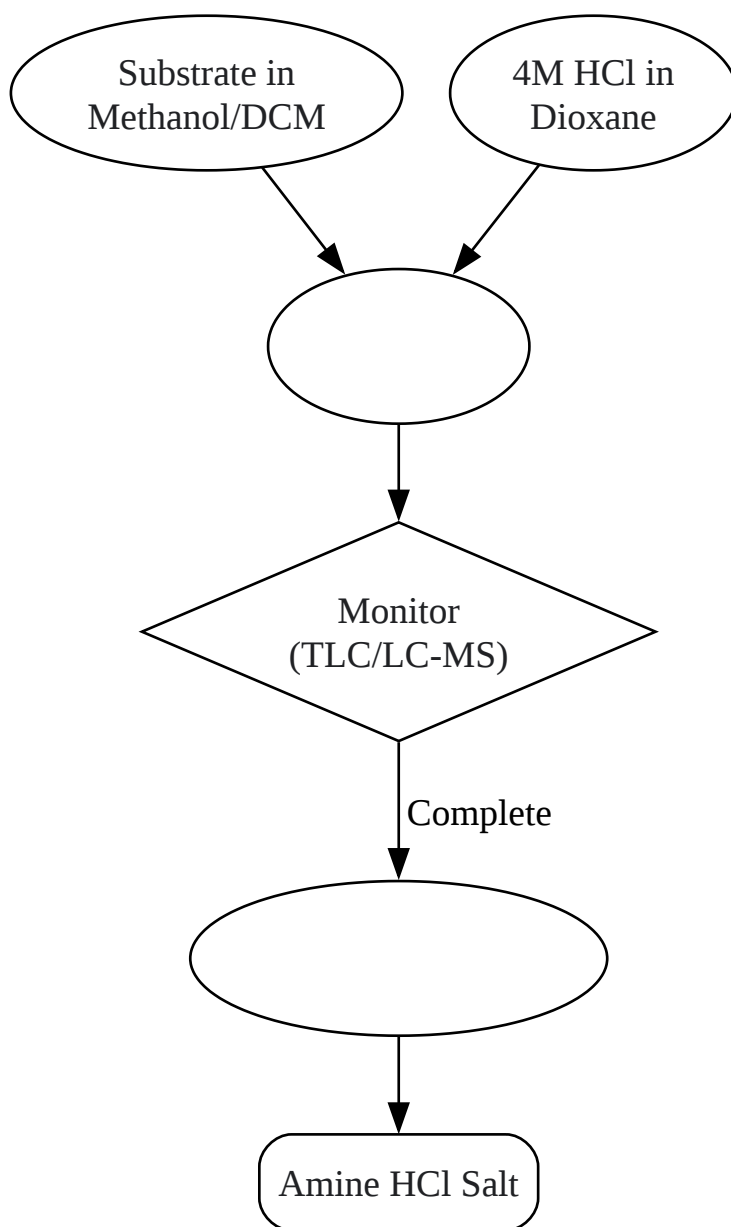 Substrate in
Methanol/DCM
4M HCl in
Dioxane
Monitor
(TLC/LC-MS)
Complete
Amine HCl Salt